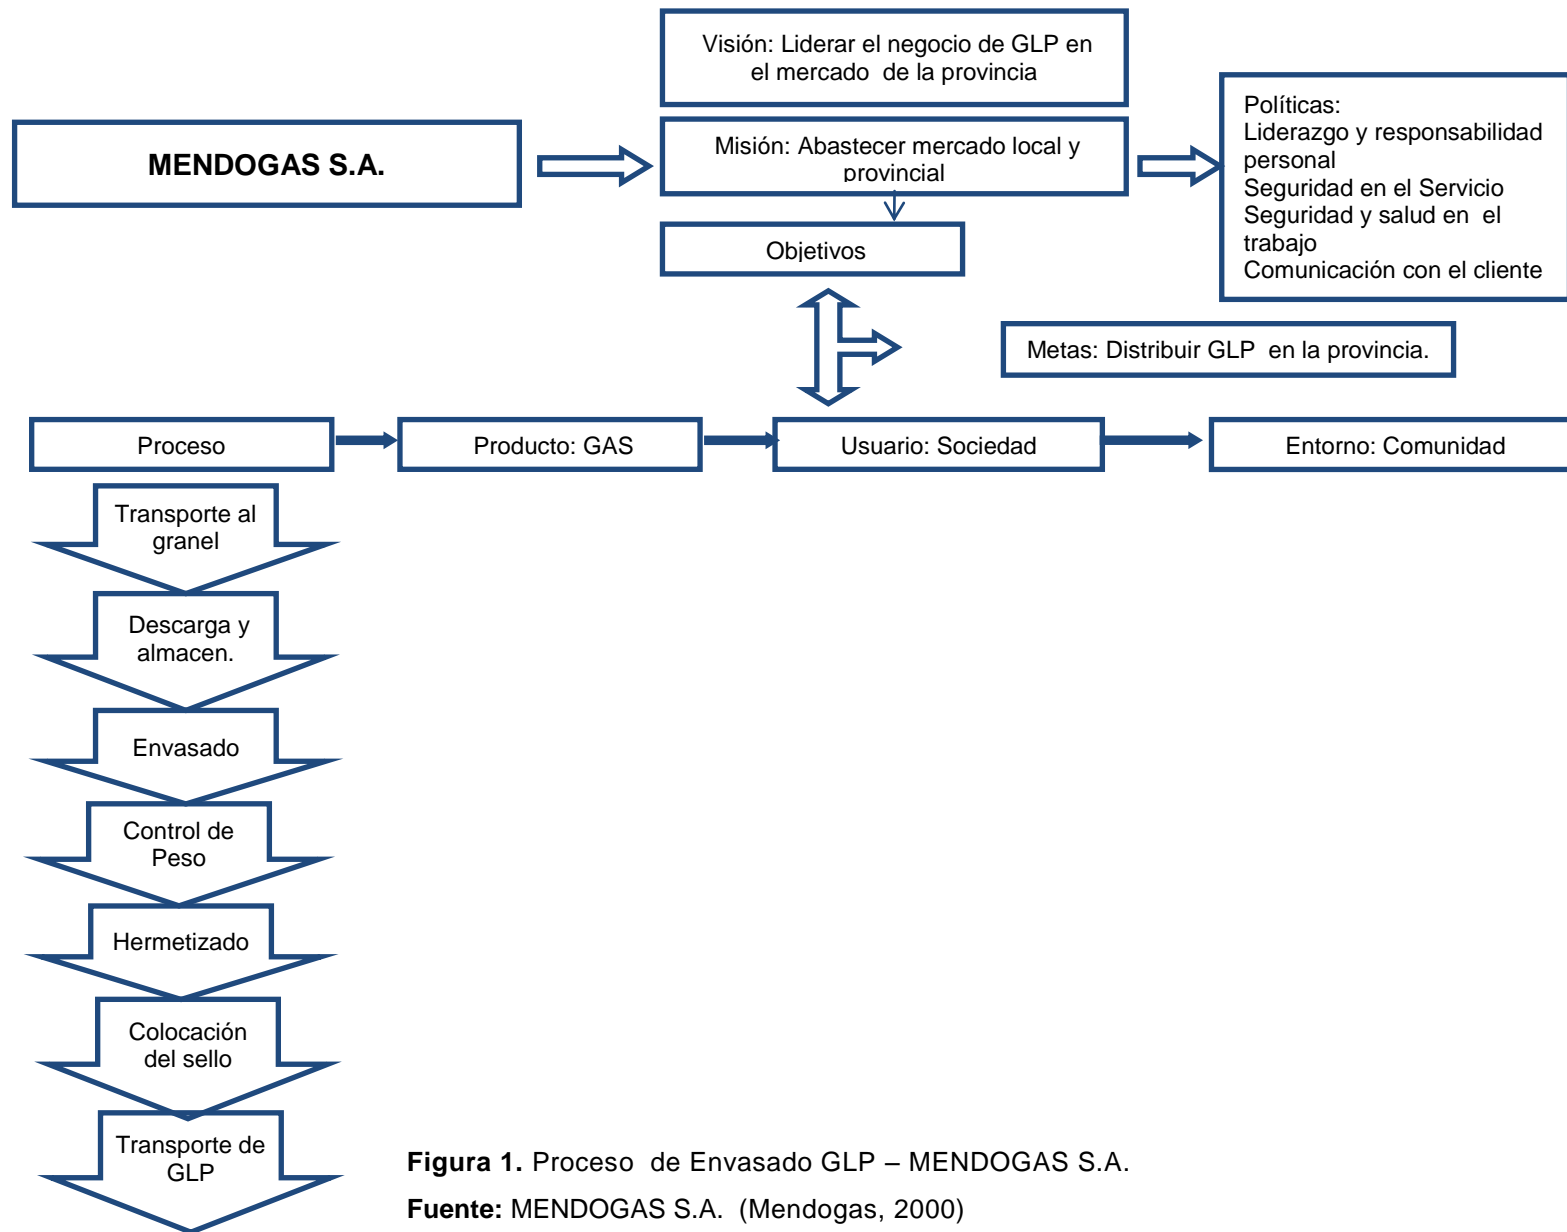 Visión: Liderar el negocio de GLP en
el mercado de la provincia
MENDOGAS S.A.
Misión: Abastecer mercado local y
provincial
Políticas:
Liderazgo y responsabilidad
personal
Seguridad en el Servicio
Seguridad y salud en el
trabajo
Comunicación con el cliente
Objetivos
Metas: Distribuir GLP en la provincia.
Proceso
Producto: GAS
Usuario: Sociedad
Entorno: Comunidad
Transporte al
granel
Descarga y
almacen.
Envasado
Control de
Peso
Hermetizado
Colocación
del sello
Transporte de
GLP
Figura 1. Proceso de Envasado GLP – MENDOGAS S.A.
Fuente: MENDOGAS S.A. (Mendogas, 2000)